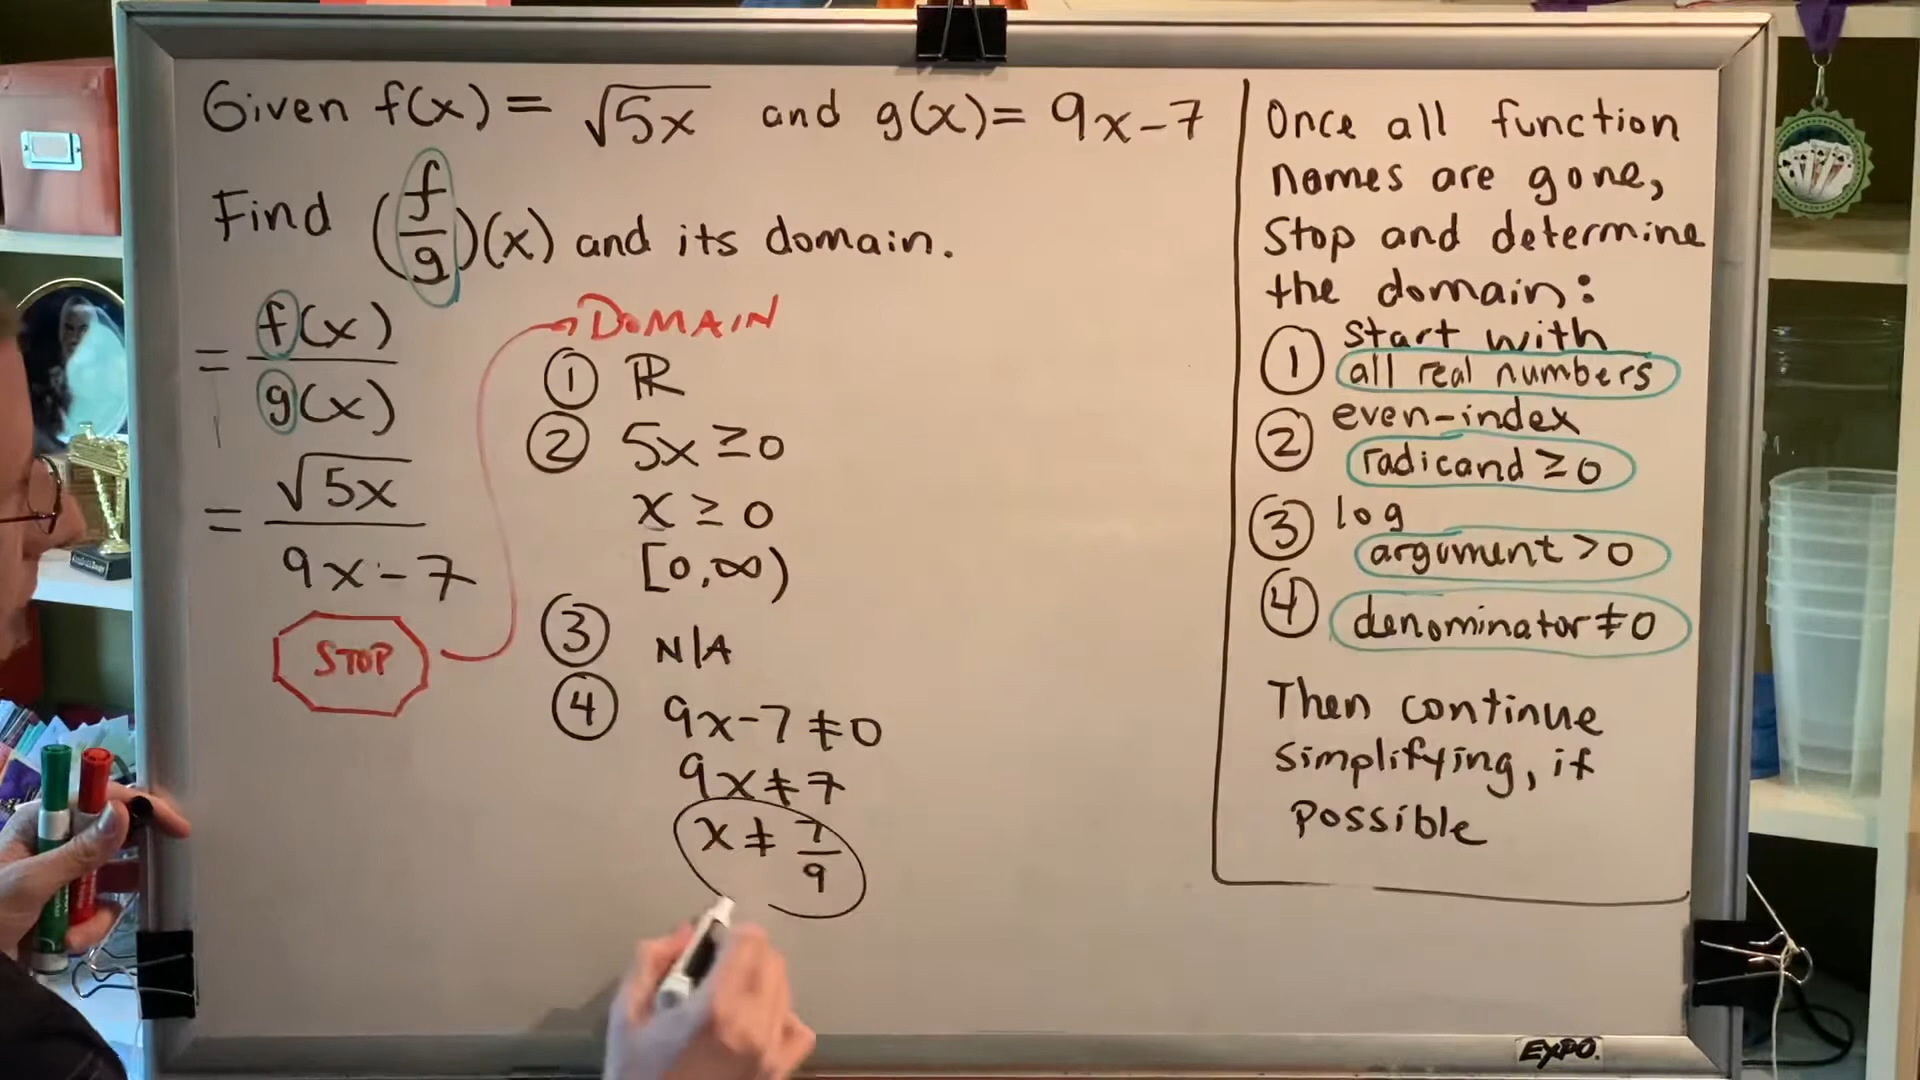 Given f(x) = √5x and g(x) = 9x-7
Find (f/g)(x) and its domain.
= f(x)/g(x)
= √5x/9x-7
STOP
DOMAIN
① ℝ
② 5x ≥ 0
x ≥ 0
[0,∞)
③ N/A
④ 9x-7 ≠ 0
9x ≠ 7
x ≠ 7/9
Once all function
names are gone,
Stop and determine
the domain:
① start with
all real numbers
② even-index
radicand ≥ 0
③ log
argument > 0
④ denominator ≠ 0
Then continue
simplifying, if
possible
EXPO.